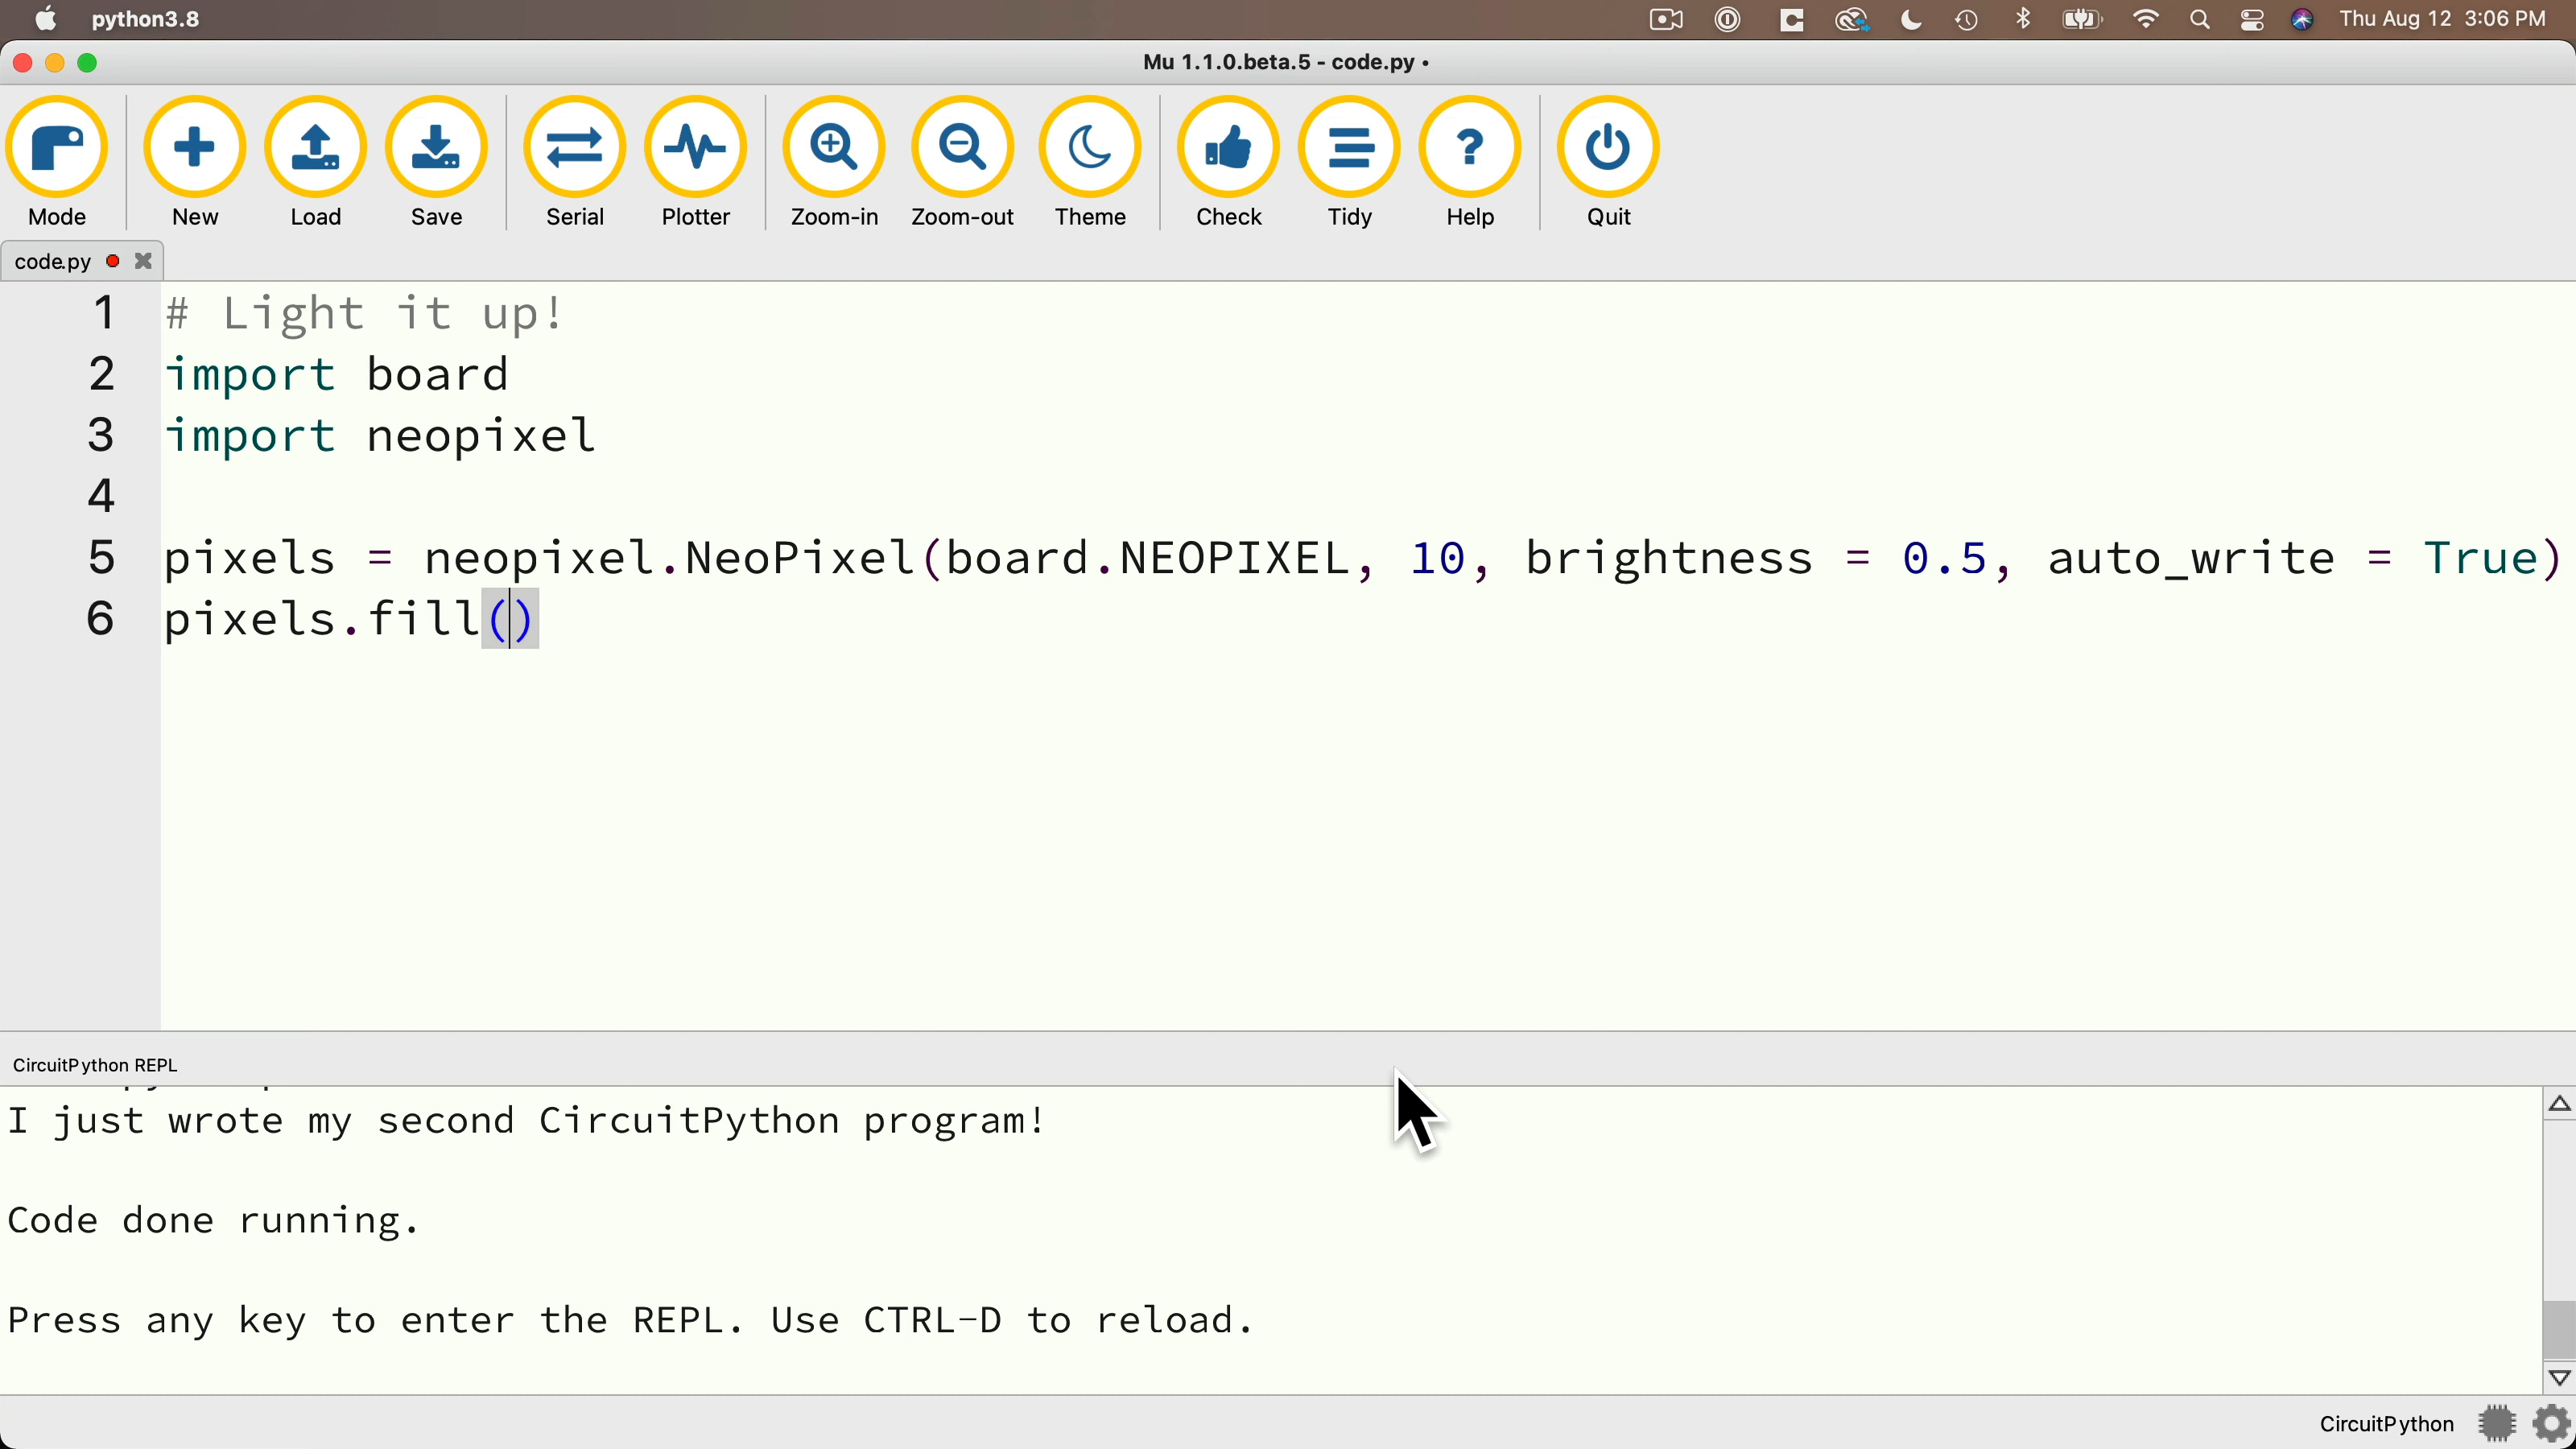 python3.8
Thu Aug 12 3:06 PM
Mu 1.1.0.beta.5 - code.py •
Mode New Load Save Serial Plotter Zoom-in Zoom-out Theme Check Tidy Help Quit
code.py
1 # Light it up!
2 import board
3 import neopixel
4
5 pixels = neopixel.NeoPixel(board.NEOPIXEL, 10, brightness = 0.5, auto_write = True)
6 pixels.fill()
CircuitPython REPL
I just wrote my second CircuitPython program!
Code done running.
Press any key to enter the REPL. Use CTRL-D to reload.
CircuitPython